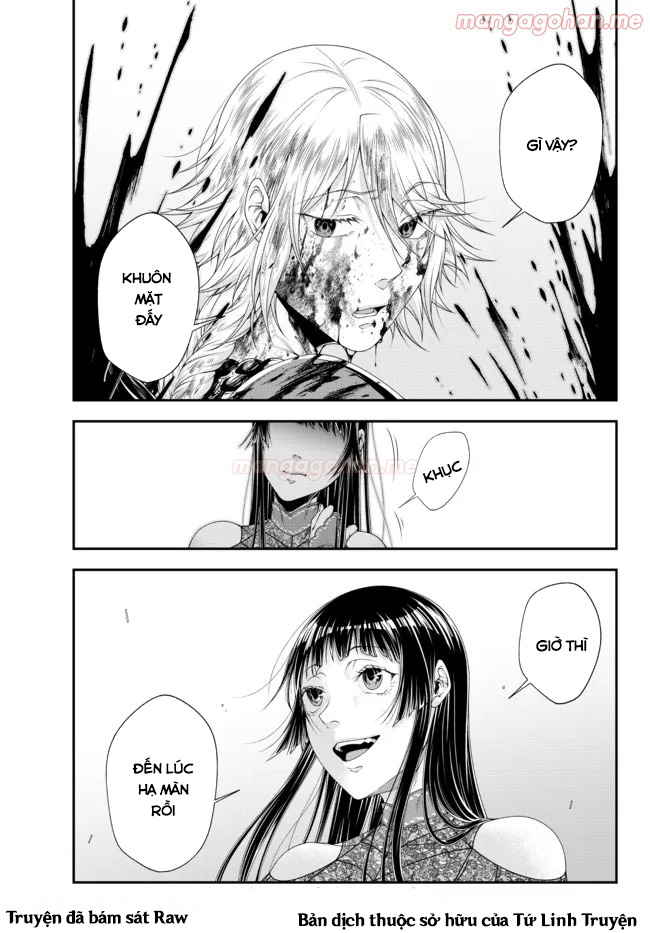 mangagohan.me
GÌ VẬY?
KHUÔN
MẶT
ĐẤY
mangagohan.me
KHỤC
GIỜ THÌ
ĐẾN LÚC
HẠ MÀN
RỒI
Truyện đã bám sát Raw
Bản dịch thuộc sở hữu của Tứ Linh Truyện